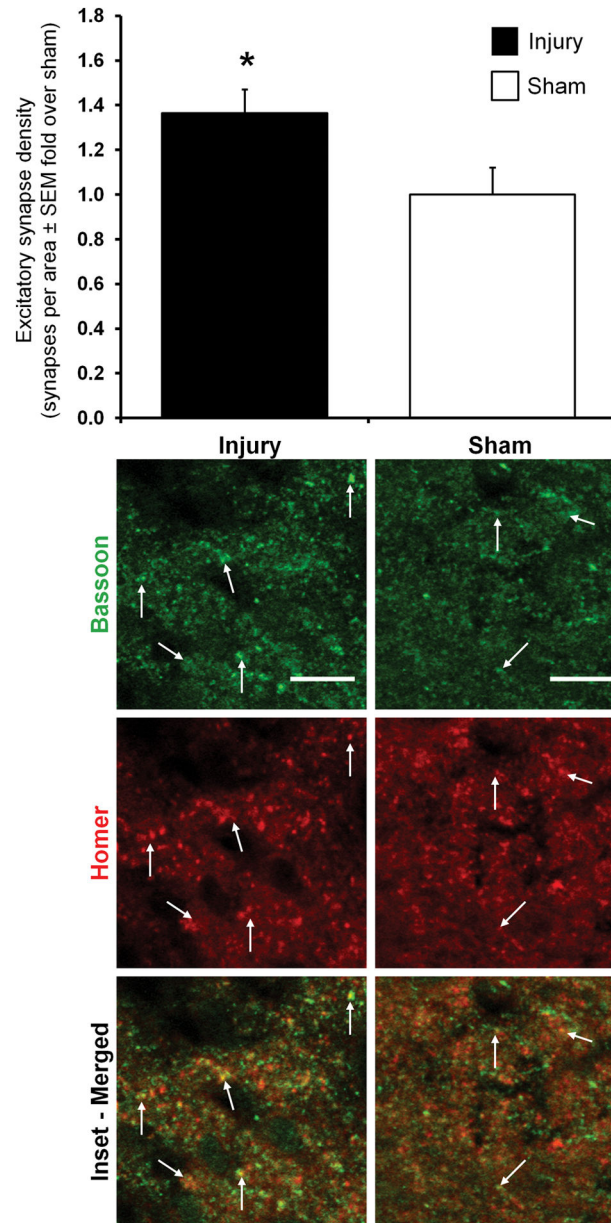 Excitatory synapse density
(synapses per area ± SEM fold over sham)
1.8
1.6
1.4
1.2
1.0
0.8
0.6
0.4
0.2
0.0
*
Injury
Sham
Injury
Sham
Bassoon
Homer
Inset - Merged